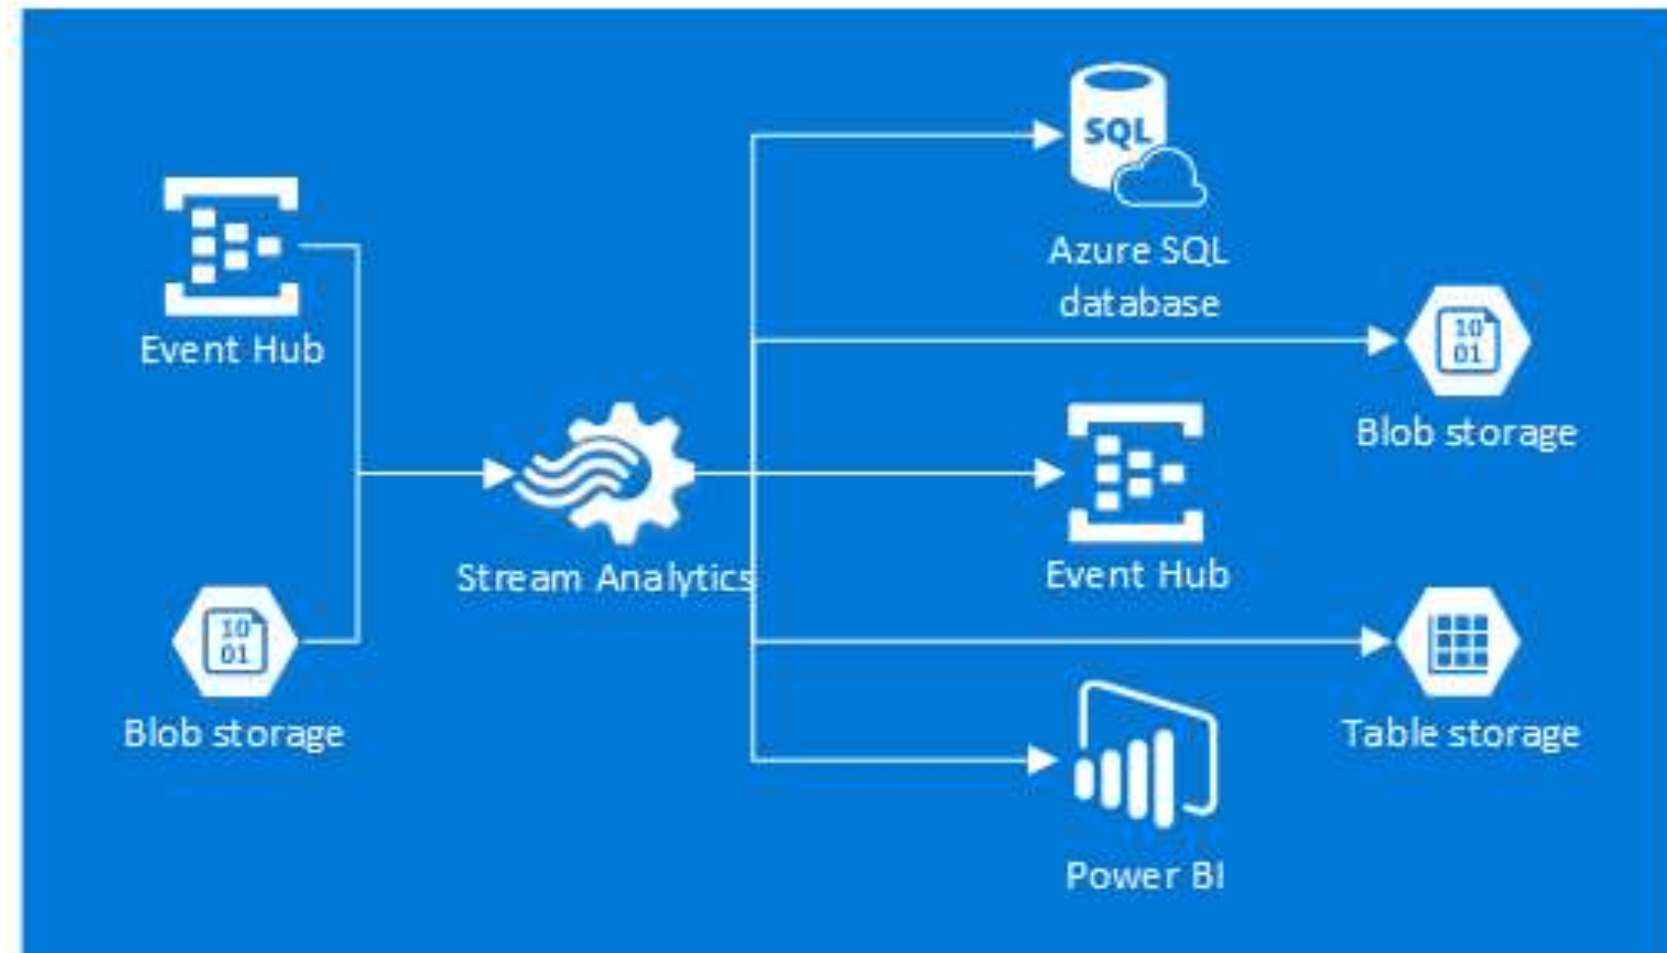 SQL
Azure SQL
database
Event Hub
10
01
Blob storage
Stream Analytics
Event Hub
10
01
Blob storage
Table storage
Power BI